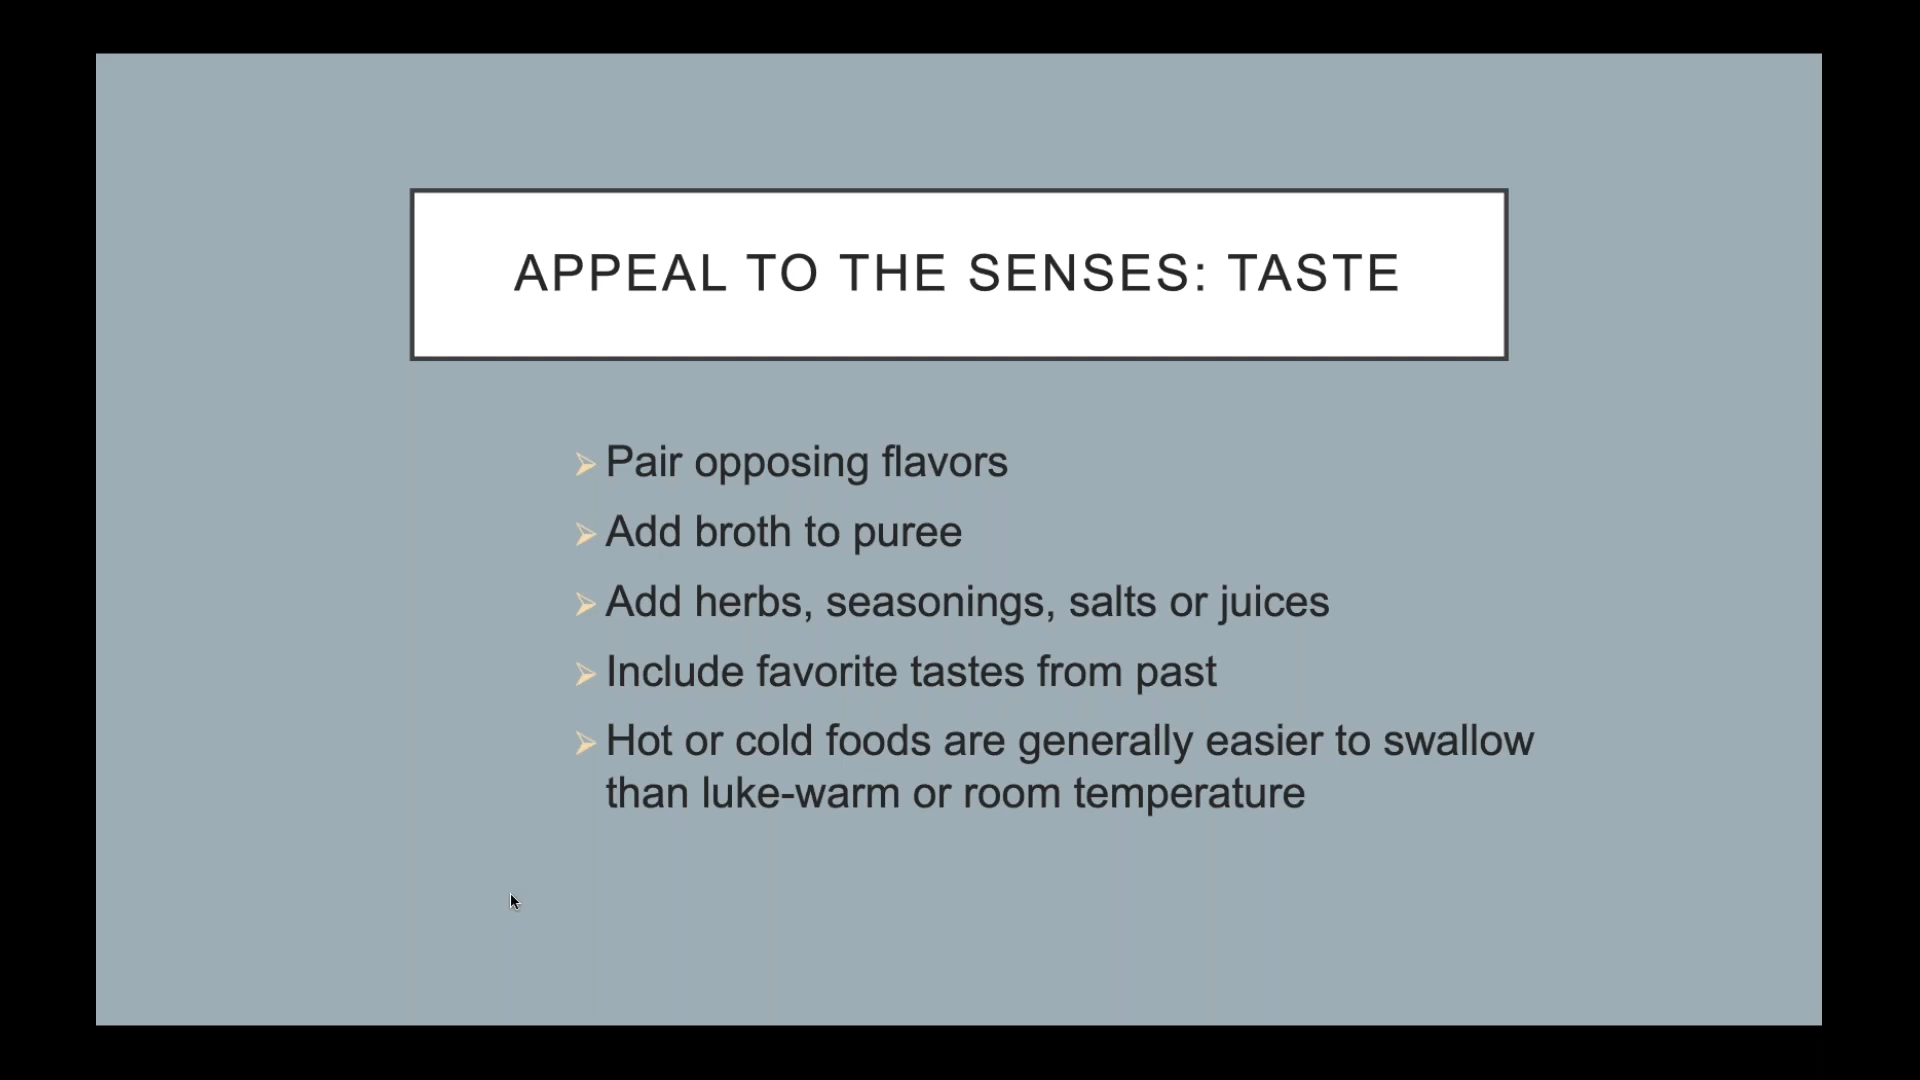 APPEAL TO THE SENSES: TASTE
Pair opposing flavors
Add broth to puree
Add herbs, seasonings, salts or juices
Include favorite tastes from past
Hot or cold foods are generally easier to swallow
than luke-warm or room temperature